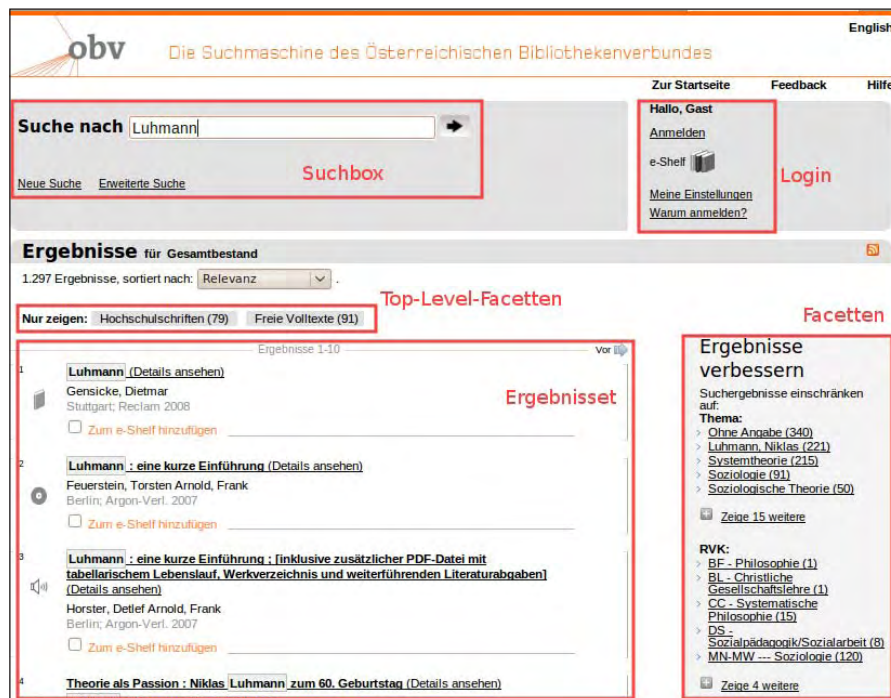 English
obv
Die Suchmaschine des Österreichischen Bibliothekenverbundes
Zur Startseite Feedback Hilfe
Suche nach Luhmann
Neue Suche Erweiterte Suche
Suchbox
Hallo, Gast
Anmelden
e-Shelf
Meine Einstellungen
Warum anmelden?
Login
Ergebnisse für Gesamtbestand
1.297 Ergebnisse, sortiert nach: Relevanz .
Top-Level-Facetten
Nur zeigen: Hochschulschriften (79) Freie Volltexte (91)
Ergebnisse 1-10 Vor
Ergebnisset
1
Luhmann (Details ansehen)
Gensicke, Dietmar
Stuttgart; Reclam 2008
Zum e-Shelf hinzufügen
2
Luhmann : eine kurze Einführung (Details ansehen)
Feuerstein, Torsten Arnold, Frank
Berlin; Argon-Verl. 2007
Zum e-Shelf hinzufügen
3
Luhmann : eine kurze Einführung ; [inklusive zusätzlicher PDF-Datei mit
tabellarischem Lebenslauf, Werkverzeichnis und weiterführenden Literaturabgaben]
(Details ansehen)
Horster, Detlef Arnold, Frank
Berlin; Argon-Verl. 2007
Zum e-Shelf hinzufügen
4
Theorie als Passion : Niklas Luhmann zum 60. Geburtstag (Details ansehen)
Facetten
Ergebnisse
verbessern
Suchergebnisse einschränken
auf:
Thema:
Ohne Angabe (340)
Luhmann, Niklas (221)
Systemtheorie (215)
Soziologie (91)
Soziologische Theorie (50)
Zeige 15 weitere
RVK:
BF - Philosophie (1)
BL - Christliche
Gesellschaftslehre (1)
CC - Systematische
Philosophie (15)
DS -
Sozialpädagogik/Sozialarbeit (8)
MN-MW --- Soziologie (120)
Zeige 4 weitere